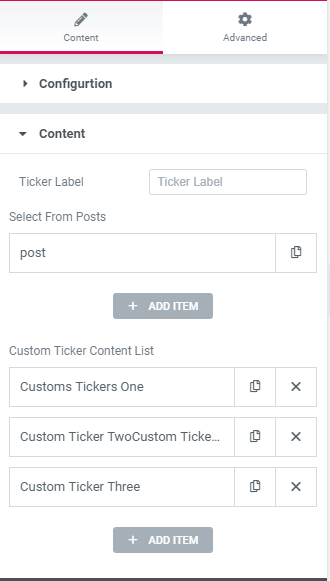 Content
Advanced
Configurtion
Content
Ticker Label
Ticker Label
Select From Posts
post
+ ADD ITEM
Custom Ticker Content List
Customs Tickers One
Custom Ticker TwoCustom Ticke...
Custom Ticker Three
+ ADD ITEM